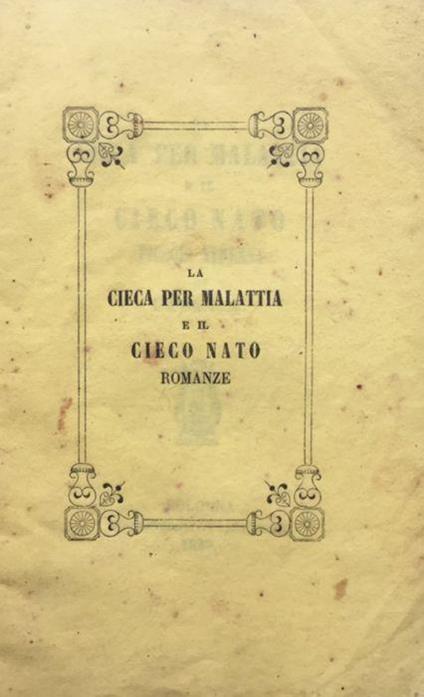 LA
CIECA PER MALATTIA
E IL
CIECO NATO
ROMANZE